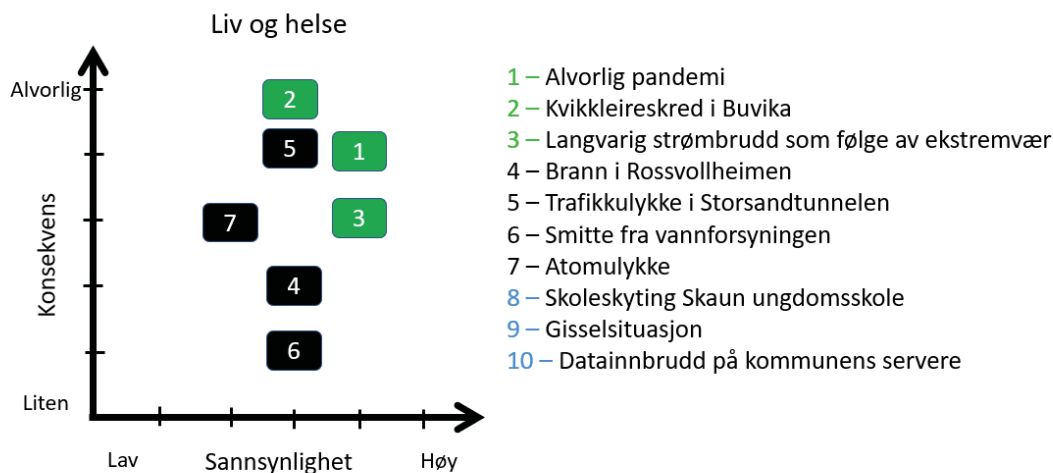 Liv og helse
Alvorlig
Konsekvens
Liten
2
5
1
7
3
4
6
Lav
Sannsynlighet
Høy
1 – Alvorlig pandemi
2 – Kvikkleireskred i Buvika
3 – Langvarig strømbrudd som følge av ekstremvær
4 – Brann i Rossvollheimen
5 – Trafikkulykke i Storsandtunnelen
6 – Smitte fra vannforsyningen
7 – Atomulykke
8 – Skoleskyting Skaun ungdomsskole
9 – Gisselsituasjon
10 – Datainnbrudd på kommunens servere